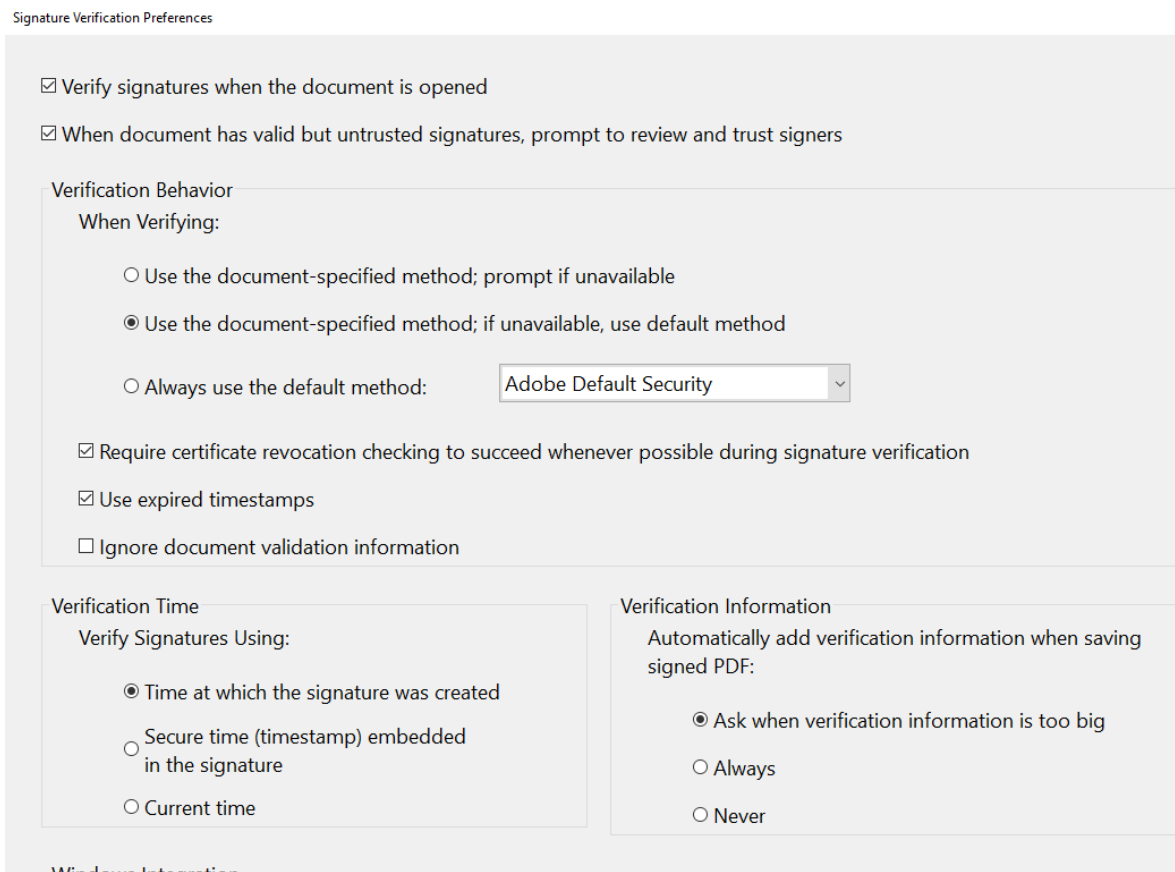 Signature Verification Preferences
Verify signatures when the document is opened
When document has valid but untrusted signatures, prompt to review and trust signers
Verification Behavior
When Verifying:
Use the document-specified method; prompt if unavailable
Use the document-specified method; if unavailable, use default method
Always use the default method:
Adobe Default Security
Require certificate revocation checking to succeed whenever possible during signature verification
Use expired timestamps
Ignore document validation information
Verification Time
Verify Signatures Using:
Time at which the signature was created
Secure time (timestamp) embedded
in the signature
Current time
Verification Information
Automatically add verification information when saving
signed PDF:
Ask when verification information is too big
Always
Never
Windows Integration